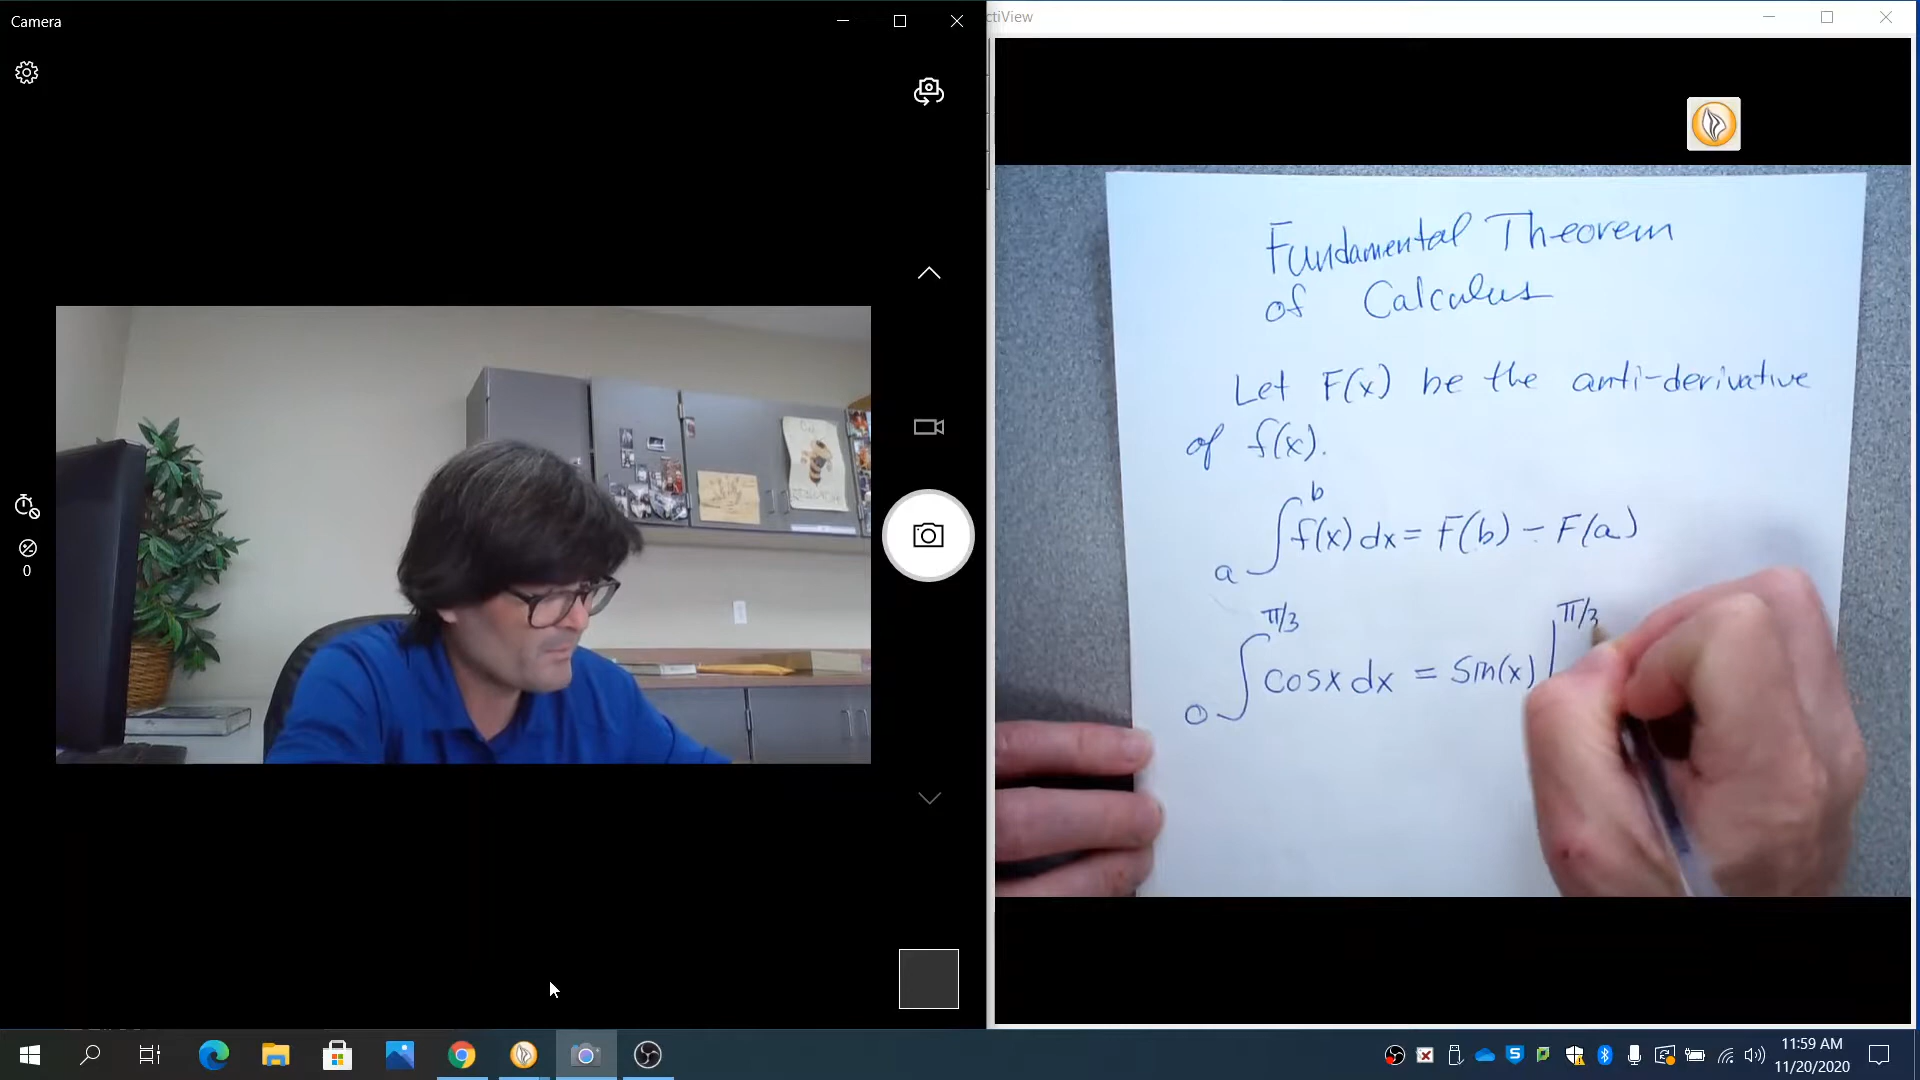 Camera
ctiView
0
Fundamental Theorem
of Calculus
Let F(x) be the anti-derivative
of f(x).
a ∫ b f(x) dx = F(b) - F(a)
0 ∫ π/3 cosx dx = Sin(x) | π/3
11:59 AM
11/20/2020